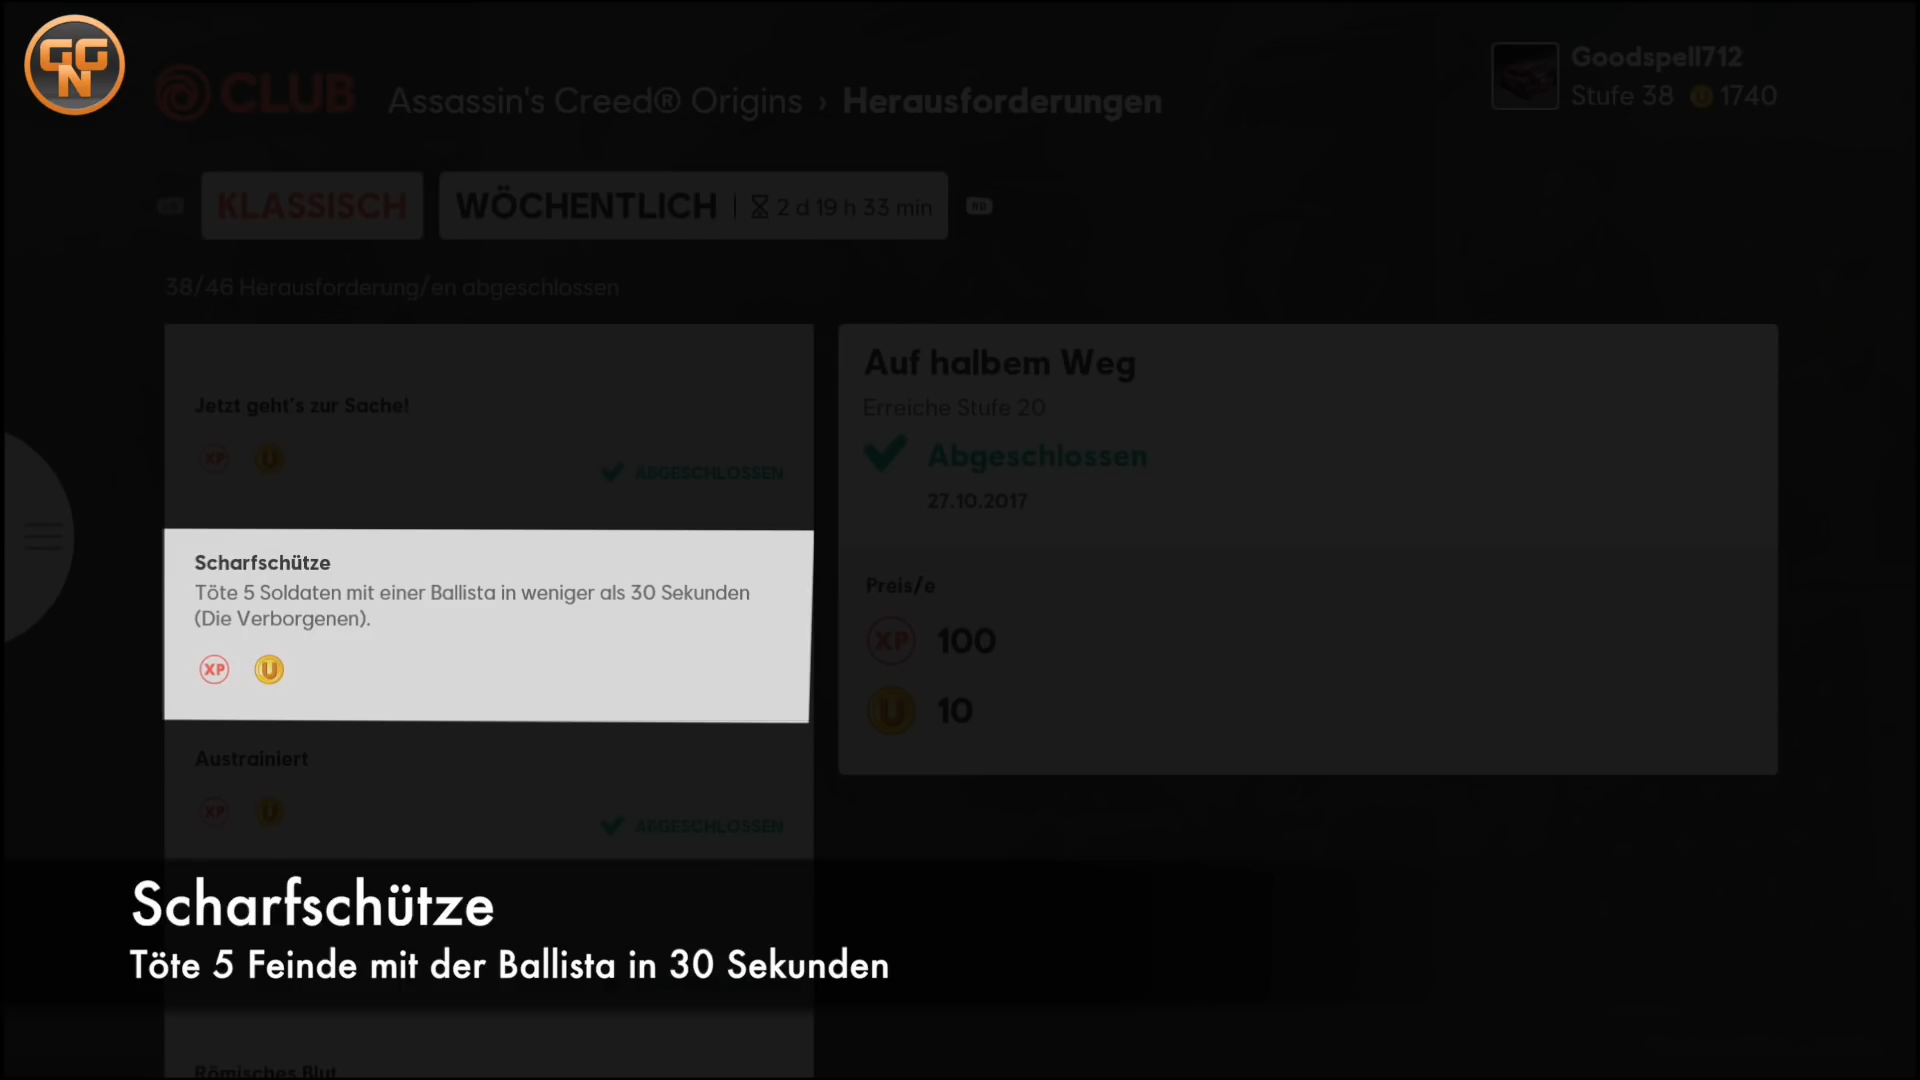 GGN
CLUB
Assassin's Creed® Origins › Herausforderungen
Goodspell712
Stufe 38 U 1740
KLASSISCH
WÖCHENTLICH | 2 d 19 h 33 min
RB
38/46 Herausforderung/en abgeschlossen
Jetzt geht's zur Sache!
XP U
ABGESCHLOSSEN
Scharfschütze
Töte 5 Soldaten mit einer Ballista in weniger als 30 Sekunden
(Die Verborgenen).
XP U
Austrainiert
XP U
ABGESCHLOSSEN
Römisches Blut
Auf halbem Weg
Erreiche Stufe 20
Abgeschlossen
27.10.2017
Preis/e
XP 100
U 10
Scharfschütze
Töte 5 Feinde mit der Ballista in 30 Sekunden